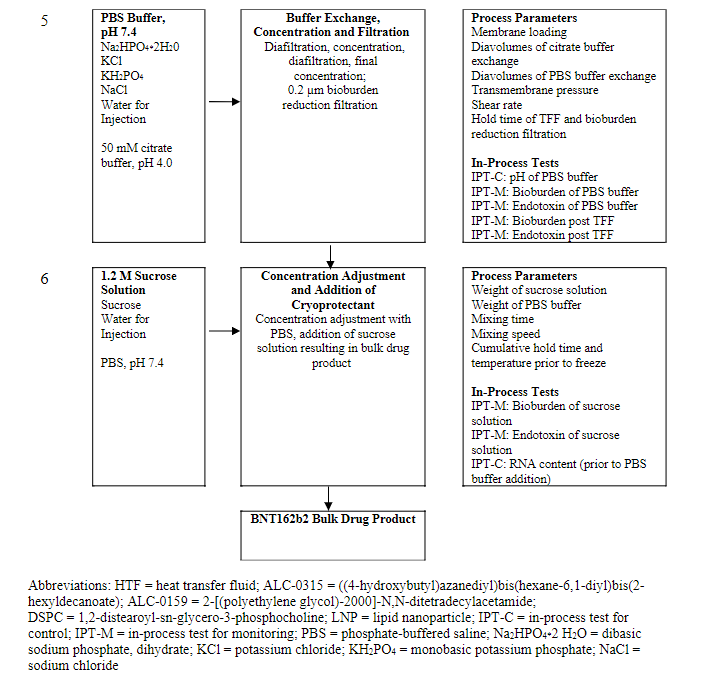 5
PBS Buffer,
pH 7.4
Na2HPO4•2H20
KCl
KH2PO4
NaCl
Water for
Injection
50 mM citrate
buffer, pH 4.0
Buffer Exchange,
Concentration and Filtration
Diafiltration, concentration,
diafiltration, final
concentration;
0.2 µm bioburden
reduction filtration
Process Parameters
Membrane loading
Diavolumes of citrate buffer
exchange
Diavolumes of PBS buffer exchange
Transmembrane pressure
Shear rate
Hold time of TFF and bioburden
reduction filtration
In-Process Tests
IPT-C: pH of PBS buffer
IPT-M: Bioburden of PBS buffer
IPT-M: Endotoxin of PBS buffer
IPT-M: Bioburden post TFF
IPT-M: Endotoxin post TFF
6
1.2 M Sucrose
Solution
Sucrose
Water for
Injection
PBS, pH 7.4
Concentration Adjustment
and Addition of
Cryoprotectant
Concentration adjustment with
PBS, addition of sucrose
solution resulting in bulk drug
product
Process Parameters
Weight of sucrose solution
Weight of PBS buffer
Mixing time
Mixing speed
Cumulative hold time and
temperature prior to freeze
In-Process Tests
IPT-M: Bioburden of sucrose
solution
IPT-M: Endotoxin of sucrose
solution
IPT-C: RNA content (prior to PBS
buffer addition)
BNT162b2 Bulk Drug Product
Abbreviations: HTF = heat transfer fluid; ALC-0315 = ((4-hydroxybutyl)azanediyl)bis(hexane-6,1-diyl)bis(2-
hexyldecanoate); ALC-0159 = 2-[(polyethylene glycol)-2000]-N,N-ditetradecylacetamide;
DSPC = 1,2-distearoyl-sn-glycero-3-phosphocholine; LNP = lipid nanoparticle; IPT-C = in-process test for
control; IPT-M = in-process test for monitoring; PBS = phosphate-buffered saline; Na2HPO4•2 H2O = dibasic
sodium phosphate, dihydrate; KCl = potassium chloride; KH2PO4 = monobasic potassium phosphate; NaCl =
sodium chloride